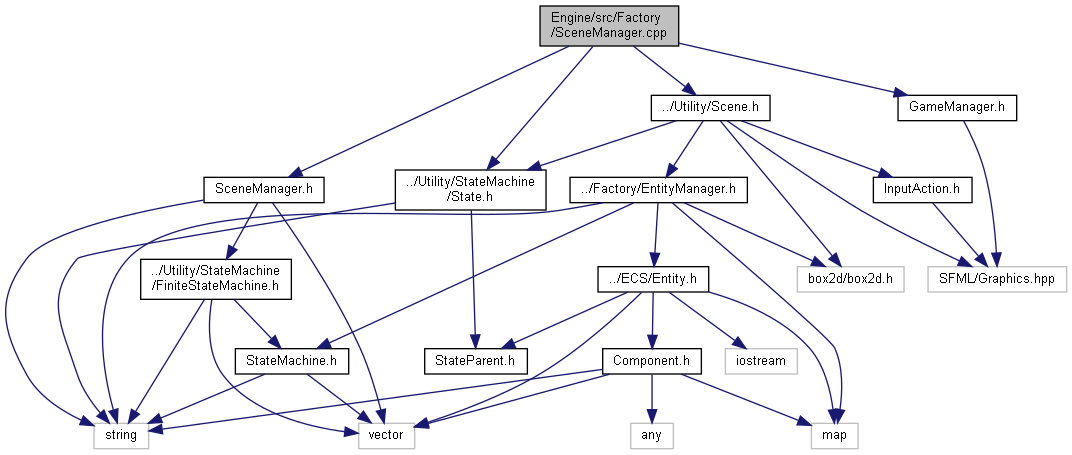 Engine/src/Factory
/SceneManager.cpp
../Utility/Scene.h
GameManager.h
SceneManager.h
../Utility/StateMachine
/State.h
../Factory/EntityManager.h
InputAction.h
../Utility/StateMachine
/FiniteStateMachine.h
../ECS/Entity.h
box2d/box2d.h
SFML/Graphics.hpp
StateMachine.h
StateParent.h
Component.h
iostream
string
vector
any
map